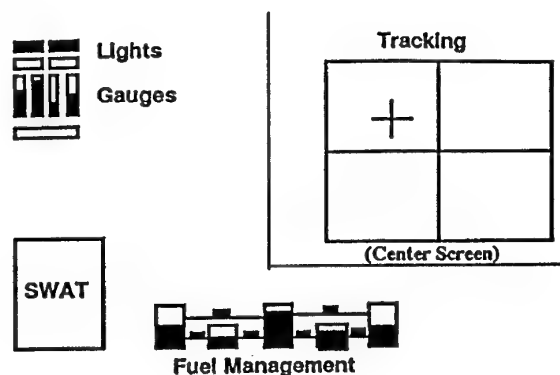 Lights
Gauges
Tracking
(Center Screen)
SWAT
Fuel Management